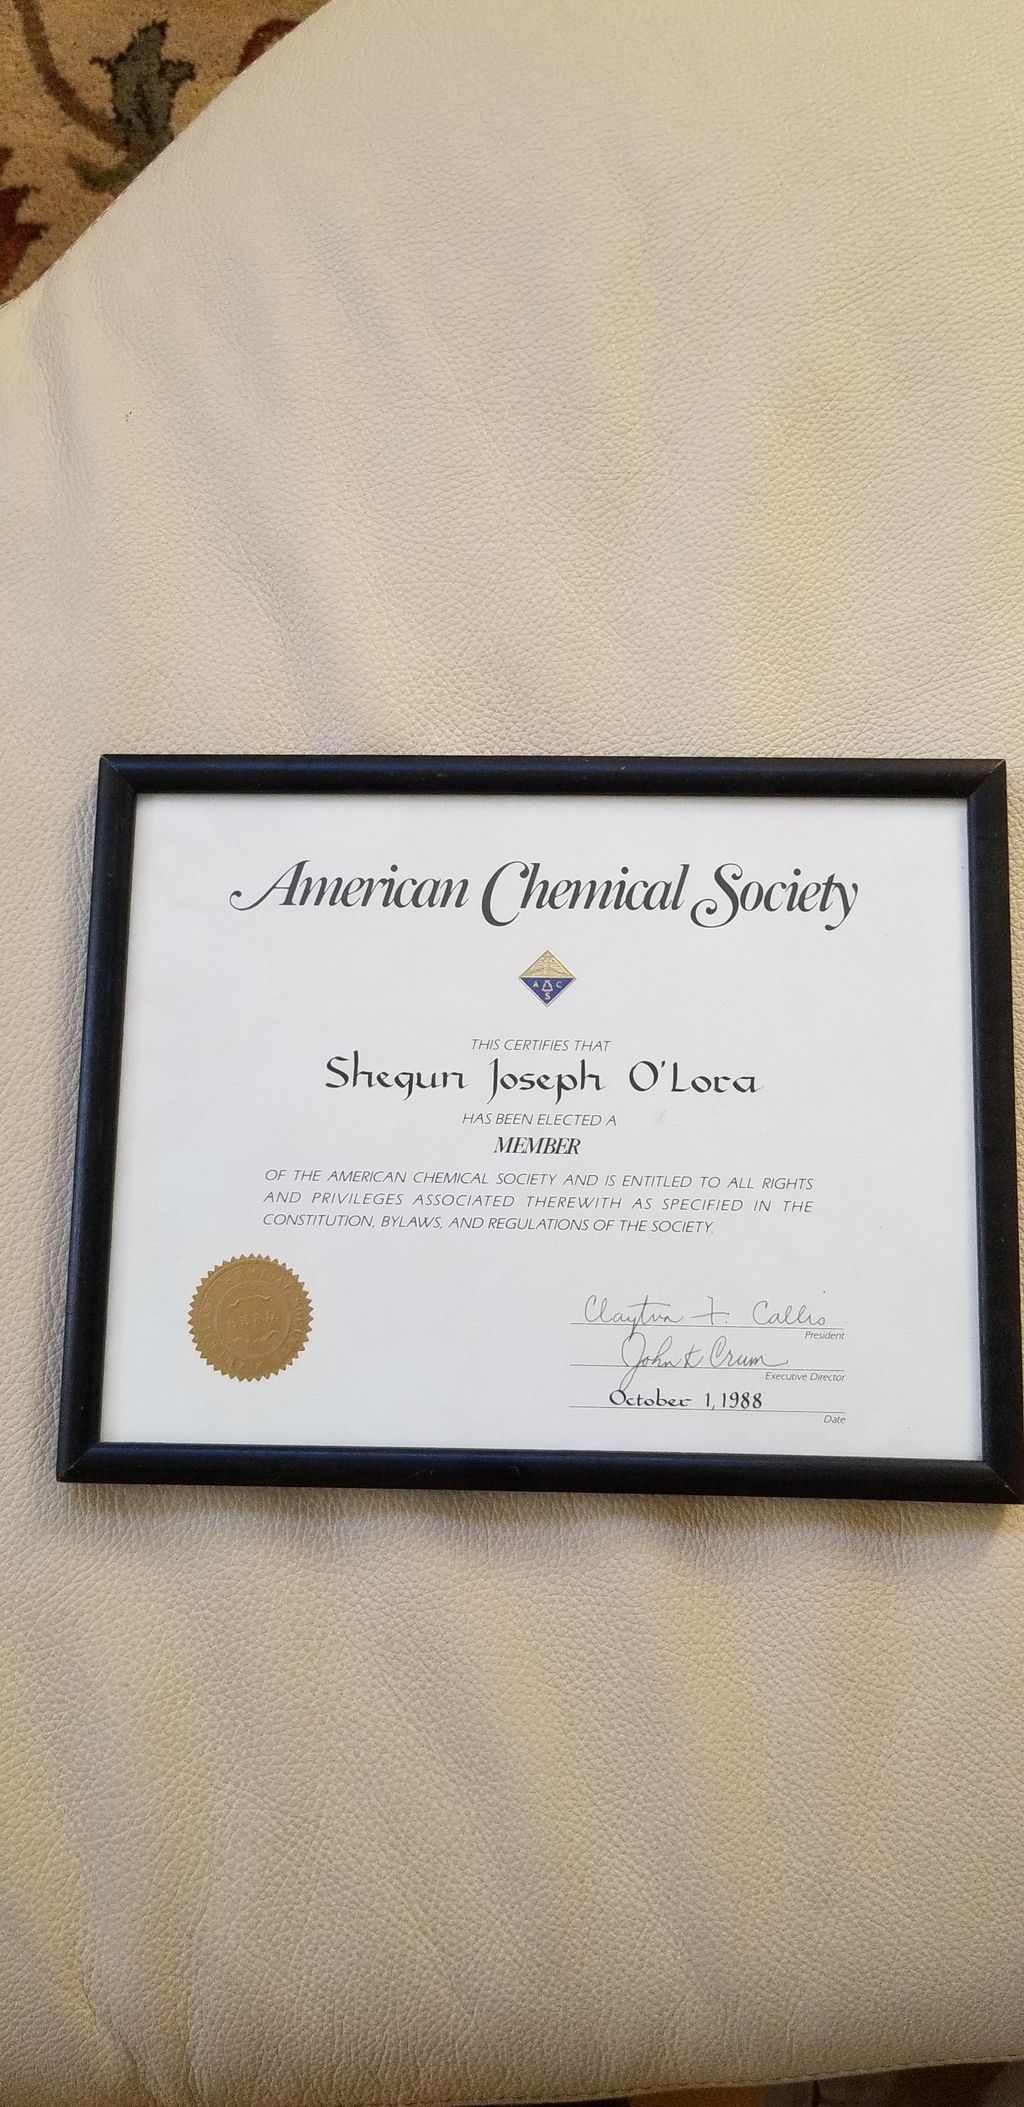 American Chemical Society
A C
S
THIS CERTIFIES THAT
Shegun Joseph O'Lora
HAS BEEN ELECTED A
MEMBER
OF THE AMERICAN CHEMICAL SOCIETY AND IS ENTITLED TO ALL RIGHTS
AND PRIVILEGES ASSOCIATED THEREWITH AS SPECIFIED IN THE
CONSTITUTION, BYLAWS, AND REGULATIONS OF THE SOCIETY.
Clayton F. Callis
President
John K Crum
Executive Director
October 1, 1988
Date